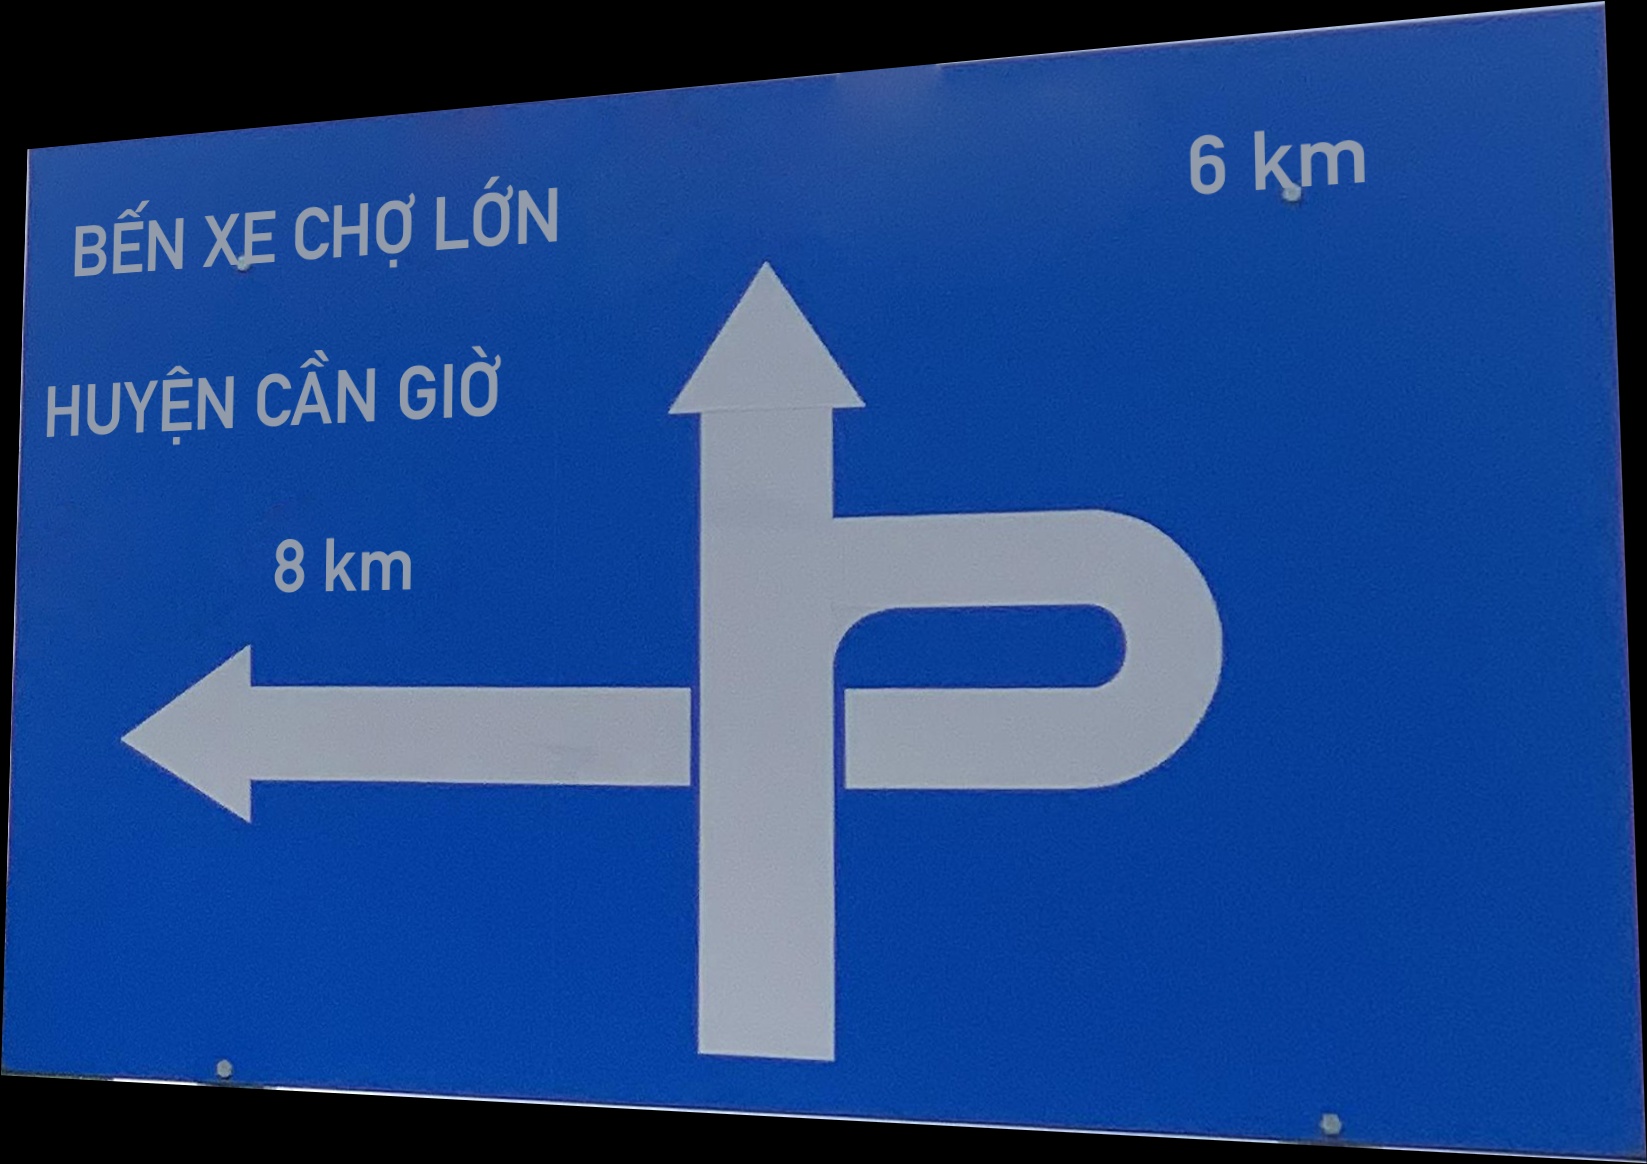 BẾN XE CHỢ LỚN
6 km
HUYỆN CẦN GIỜ
8 km